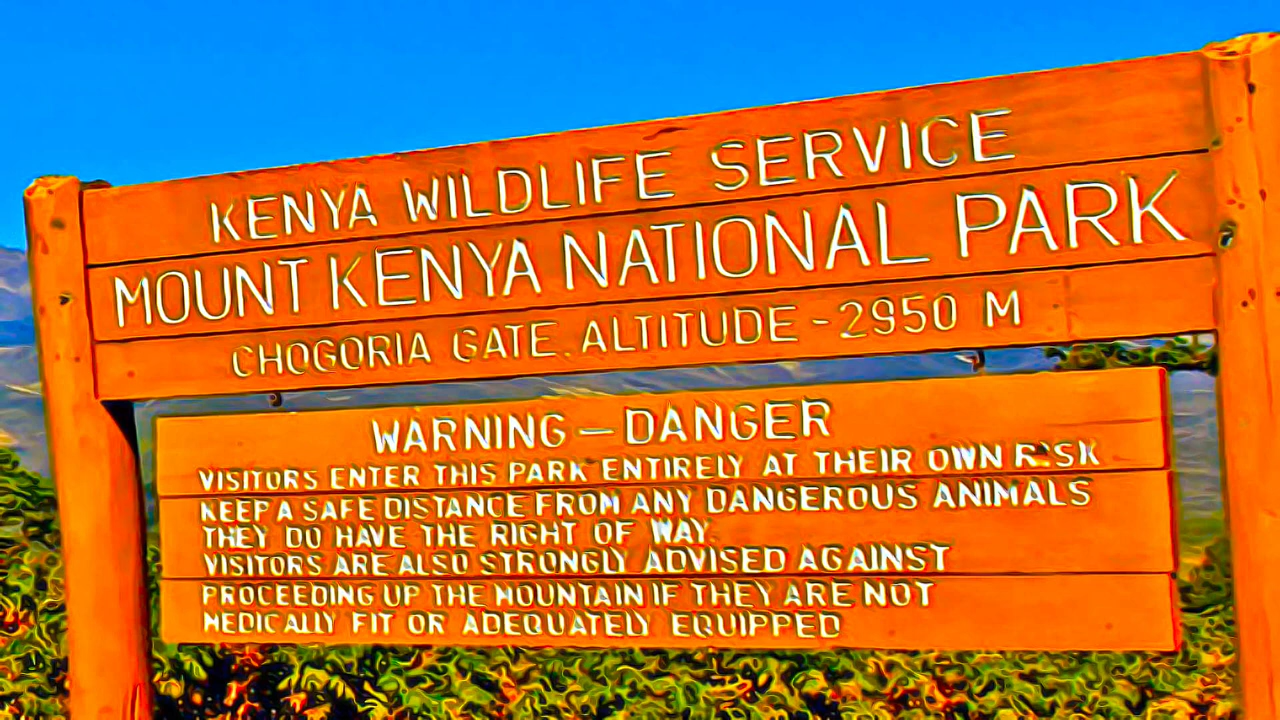 KENYA WILDLIFE SERVICE
MOUNT KENYA NATIONAL PARK
CHOGORIA GATE. ALTITUDE - 2950 M
WARNING - DANGER
VISITORS ENTER THIS PARK ENTIRELY AT THEIR OWN RISK
KEEP A SAFE DISTANCE FROM ANY DANGEROUS ANIMALS
THEY DO HAVE THE RIGHT OF WAY.
VISITORS ARE ALSO STRONGLY ADVISED AGAINST
PROCEEDING UP THE MOUNTAIN IF THEY ARE NOT
MEDICALLY FIT OR ADEQUATELY EQUIPPED